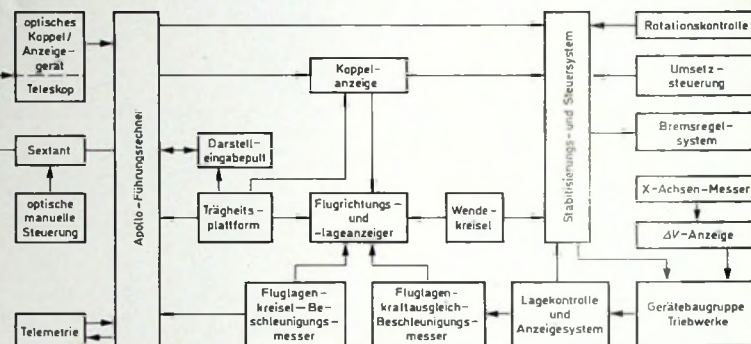 optisches
Koppel/
Anzeige-
gerät
Teleskop
Sextant
optische
manuelle
Steuerung
Telemetrie
Apollo-Führungsrechner
Koppel-
anzeige
Darstell-
eingabepult
Trägheits-
plattform
Flugrichtungs-
und
-lageanzeiger
Wende-
kreisel
Fluglagen-
kreisel-Be-
schleunigungs-
messer
Fluglagen-
kraftausgleich-
Beschleunigungs-
messer
Stabilisierungs- und Steuersystem
Lagekontrolle
und
Anzeigesystem
Rotationskontrolle
Umsetz-
steuerung
Bremsregel-
system
X-Achsen-Messer
ΔV-Anzeige
Gerätebaugruppe
Triebwerke